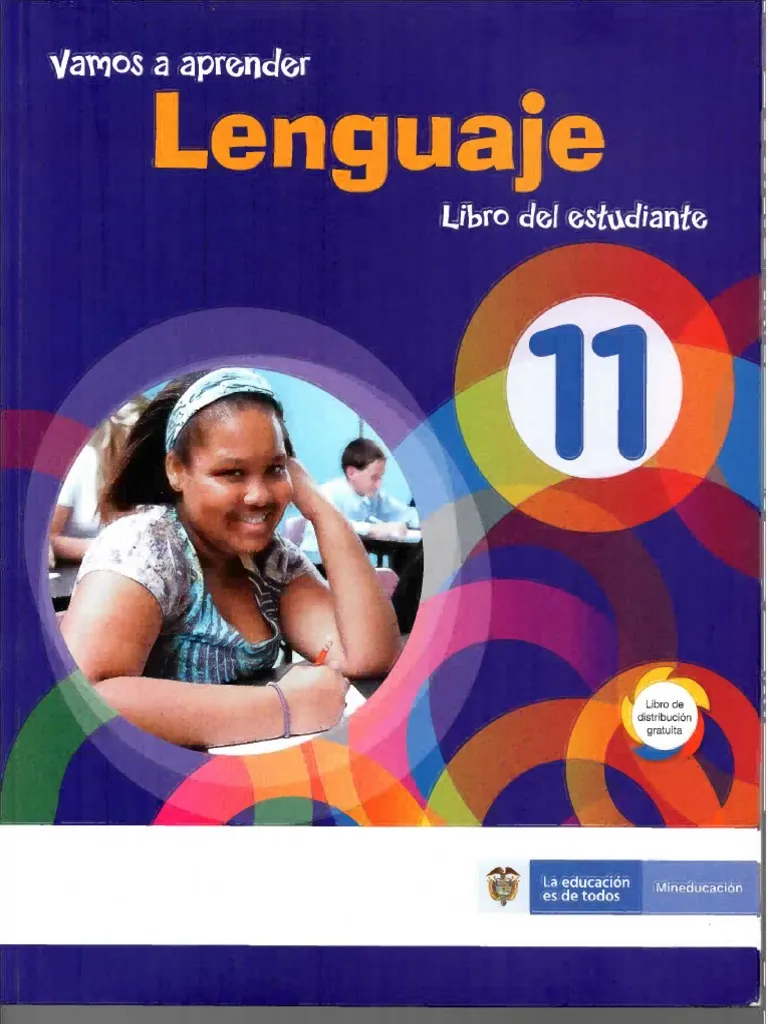 Vamos a aprender
Lenguaje
Libro del estudiante
11
Libro de
distribución
gratuita
La educación
es de todos
Mineducación